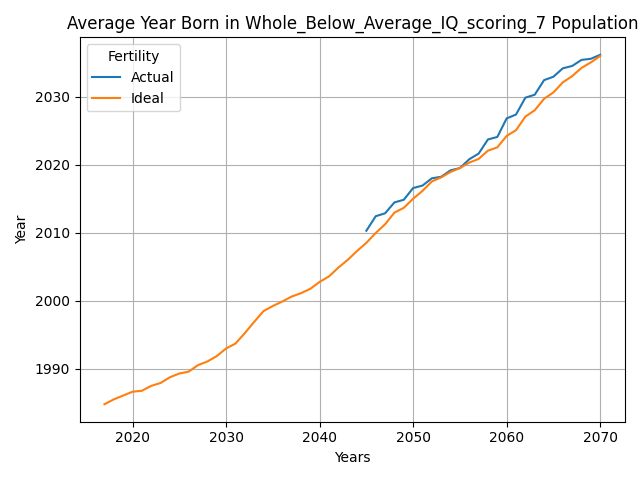 Average Year Born in Whole_Below_Average_IQ_scoring_7 Population
Fertility
Actual
Ideal
2030
2020
2010
2000
1990
Year
2020 2030 2040 2050 2060 2070
Years